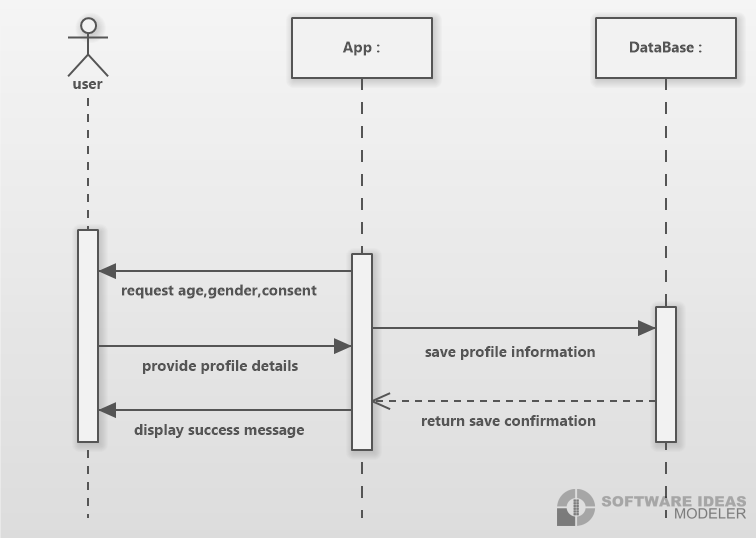 App :
DataBase :
user
request age,gender,consent
save profile information
provide profile details
return save confirmation
display success message
SOFTWARE IDEAS
MODELER